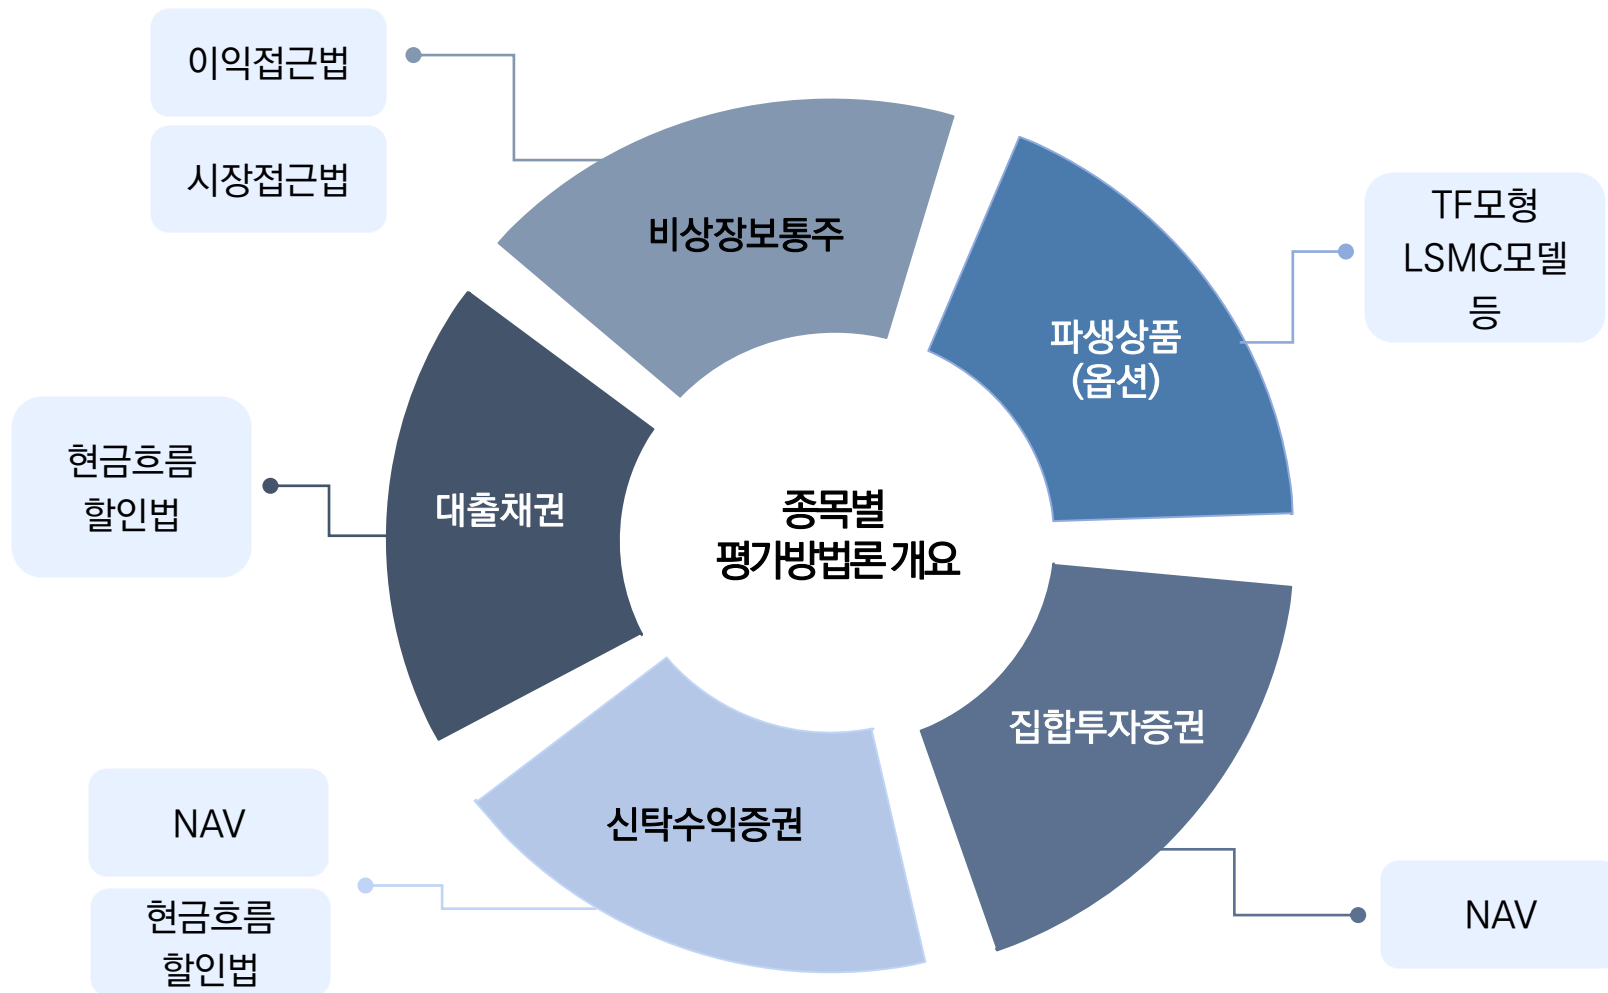 이익접근법
시장접근법
비상장보통주
파생상품
(옵션)
TF모형
LSMC모델
등
현금흐름
할인법
대출채권
종목별
평가방법론 개요
집합투자증권
신탁수익증권
NAV
현금흐름
할인법
NAV